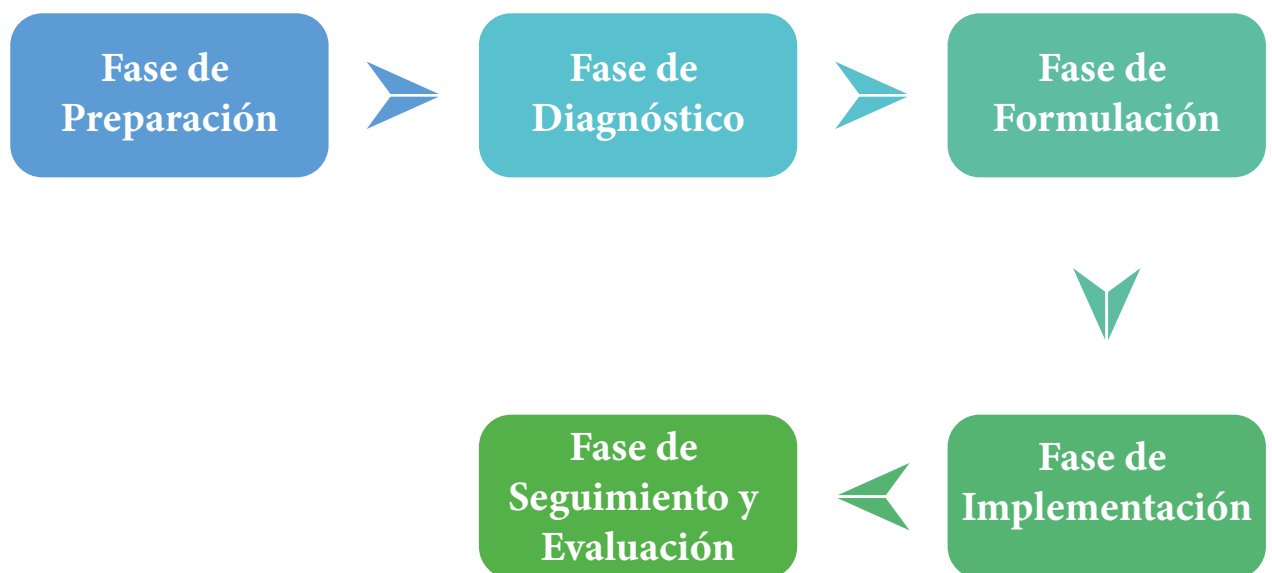 Fase de
Preparación
Fase de
Diagnóstico
Fase de
Formulación
Fase de
Implementación
Fase de
Seguimiento y
Evaluación